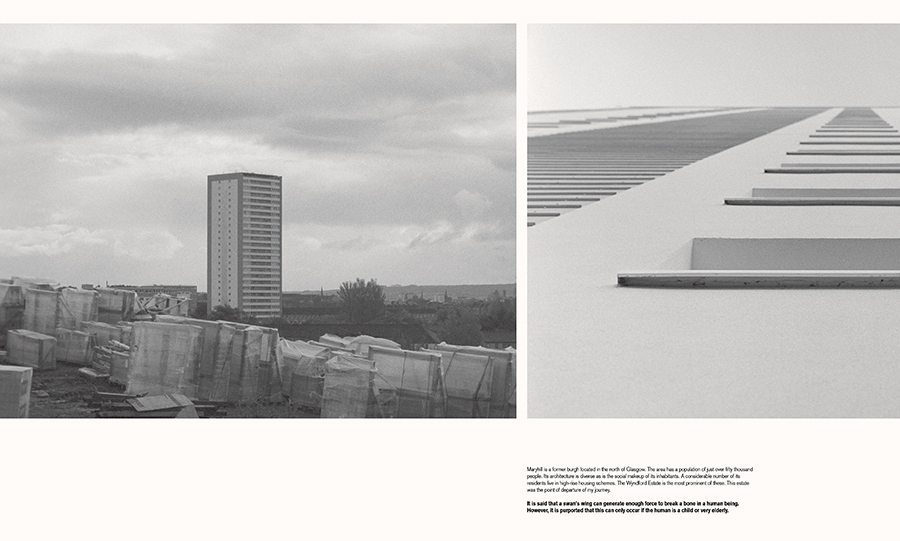 Maryhill is a former burgh located in the north of Glasgow. The area has a population of just over fifty thousand
people. Its architecture is diverse as is the social makeup of its inhabitants. A considerable number of its
residents live in high-rise housing schemes. The Wyndford Estate is the most prominent of these. This estate
was the point of departure of my journey.
It is said that a swan's wing can generate enough force to break a bone in a human being.
However, it is purported that this can only occur if the human is a child or very elderly.